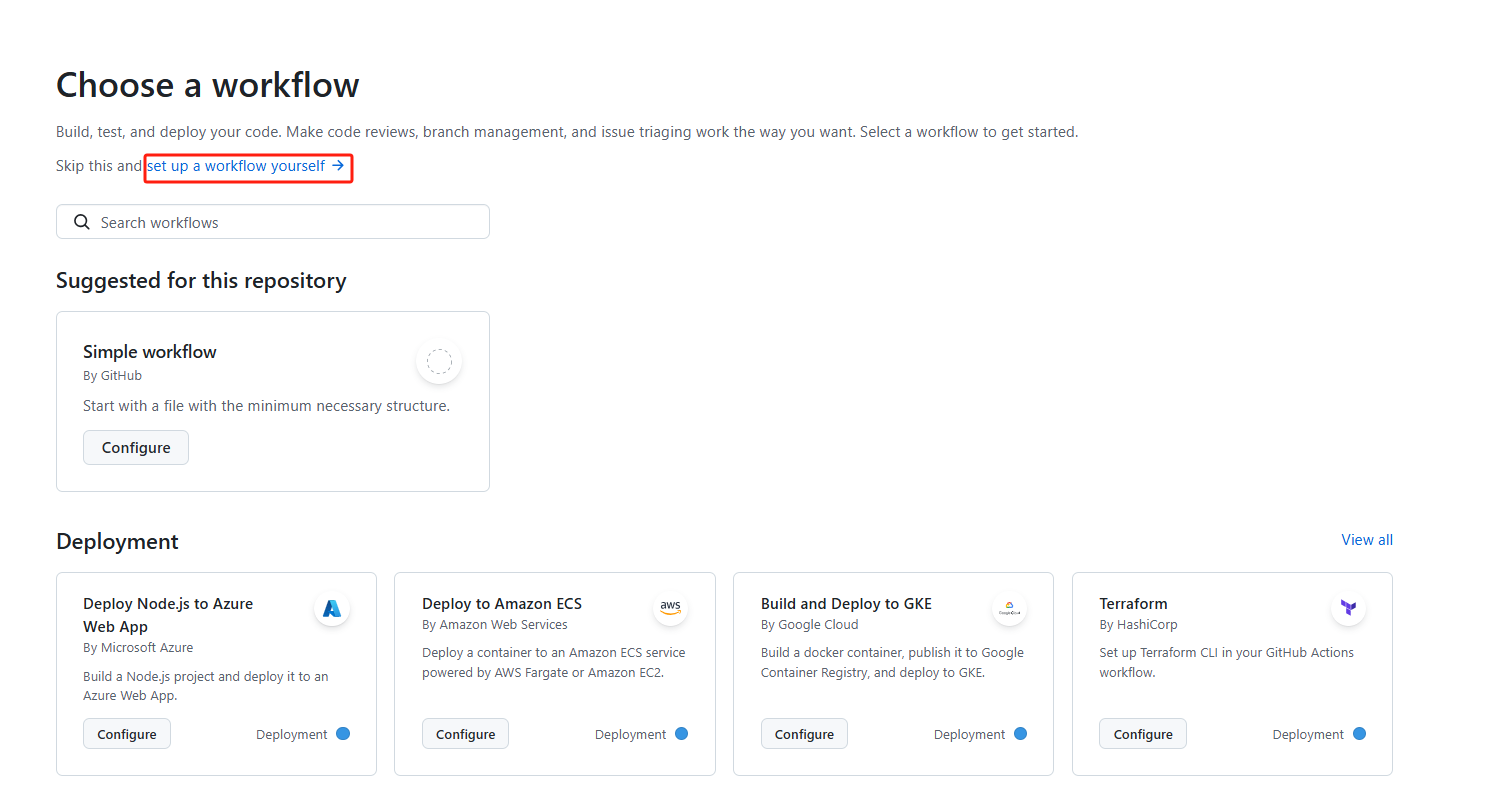 Choose a workflow
Build, test, and deploy your code. Make code reviews, branch management, and issue triaging work the way you want. Select a workflow to get started.
Skip this and set up a workflow yourself →
Search workflows
Suggested for this repository
Simple workflow
By GitHub
Start with a file with the minimum necessary structure.
Configure
Deployment
View all
Deploy Node.js to Azure
Web App
By Microsoft Azure
Build a Node.js project and deploy it to an
Azure Web App.
Configure
Deployment
Deploy to Amazon ECS
aws
By Amazon Web Services
Deploy a container to an Amazon ECS service
powered by AWS Fargate or Amazon EC2.
Configure
Deployment
Build and Deploy to GKE
Google Cloud
By Google Cloud
Build a docker container, publish it to Google
Container Registry, and deploy to GKE.
Configure
Deployment
Terraform
By HashiCorp
Set up Terraform CLI in your GitHub Actions
workflow.
Configure
Deployment